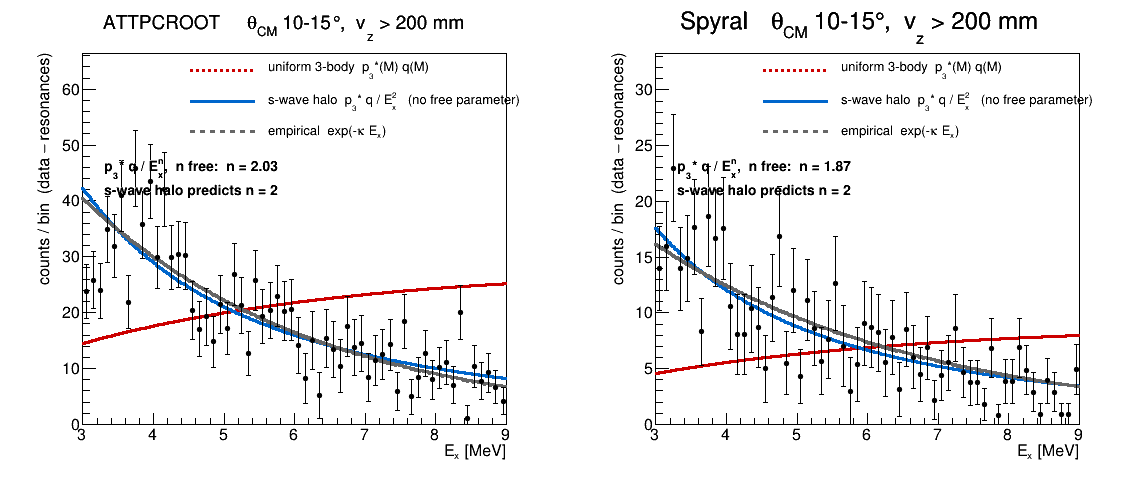 ATTPCROOT θCM 10-15°, vz > 200 mm
counts / bin (data – resonances)
uniform 3-body p3*(M) q(M)
s-wave halo p3* q / Ex2 (no free parameter)
empirical exp(-κ Ex)
p3* q / Exn, n free: n = 2.03
s-wave halo predicts n = 2
60
50
40
30
20
10
0
3 4 5 6 7 8 9
Ex [MeV]
Spyral θCM 10-15°, vz > 200 mm
counts / bin (data – resonances)
uniform 3-body p3*(M) q(M)
s-wave halo p3* q / Ex2 (no free parameter)
empirical exp(-κ Ex)
p3* q / Exn, n free: n = 1.87
s-wave halo predicts n = 2
30
25
20
15
10
5
0
3 4 5 6 7 8 9
Ex [MeV]